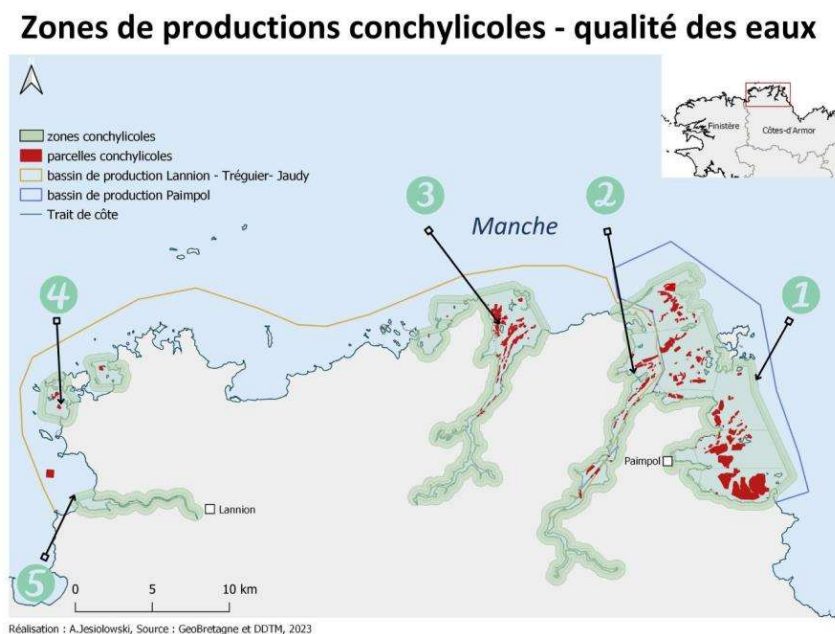 Zones de productions conchylicoles - qualité des eaux
Finistère
Côtes-d'Armor
zones conchylicoles
parcelles conchylicoles
bassin de production Lannion - Tréguier- Jaudy
bassin de production Paimpol
Trait de côte
3
Manche
2
1
4
Paimpol
Lannion
5
0 5 10 km
Réalisation : A.Jesiolowski, Source : GeoBretagne et DDTM, 2023